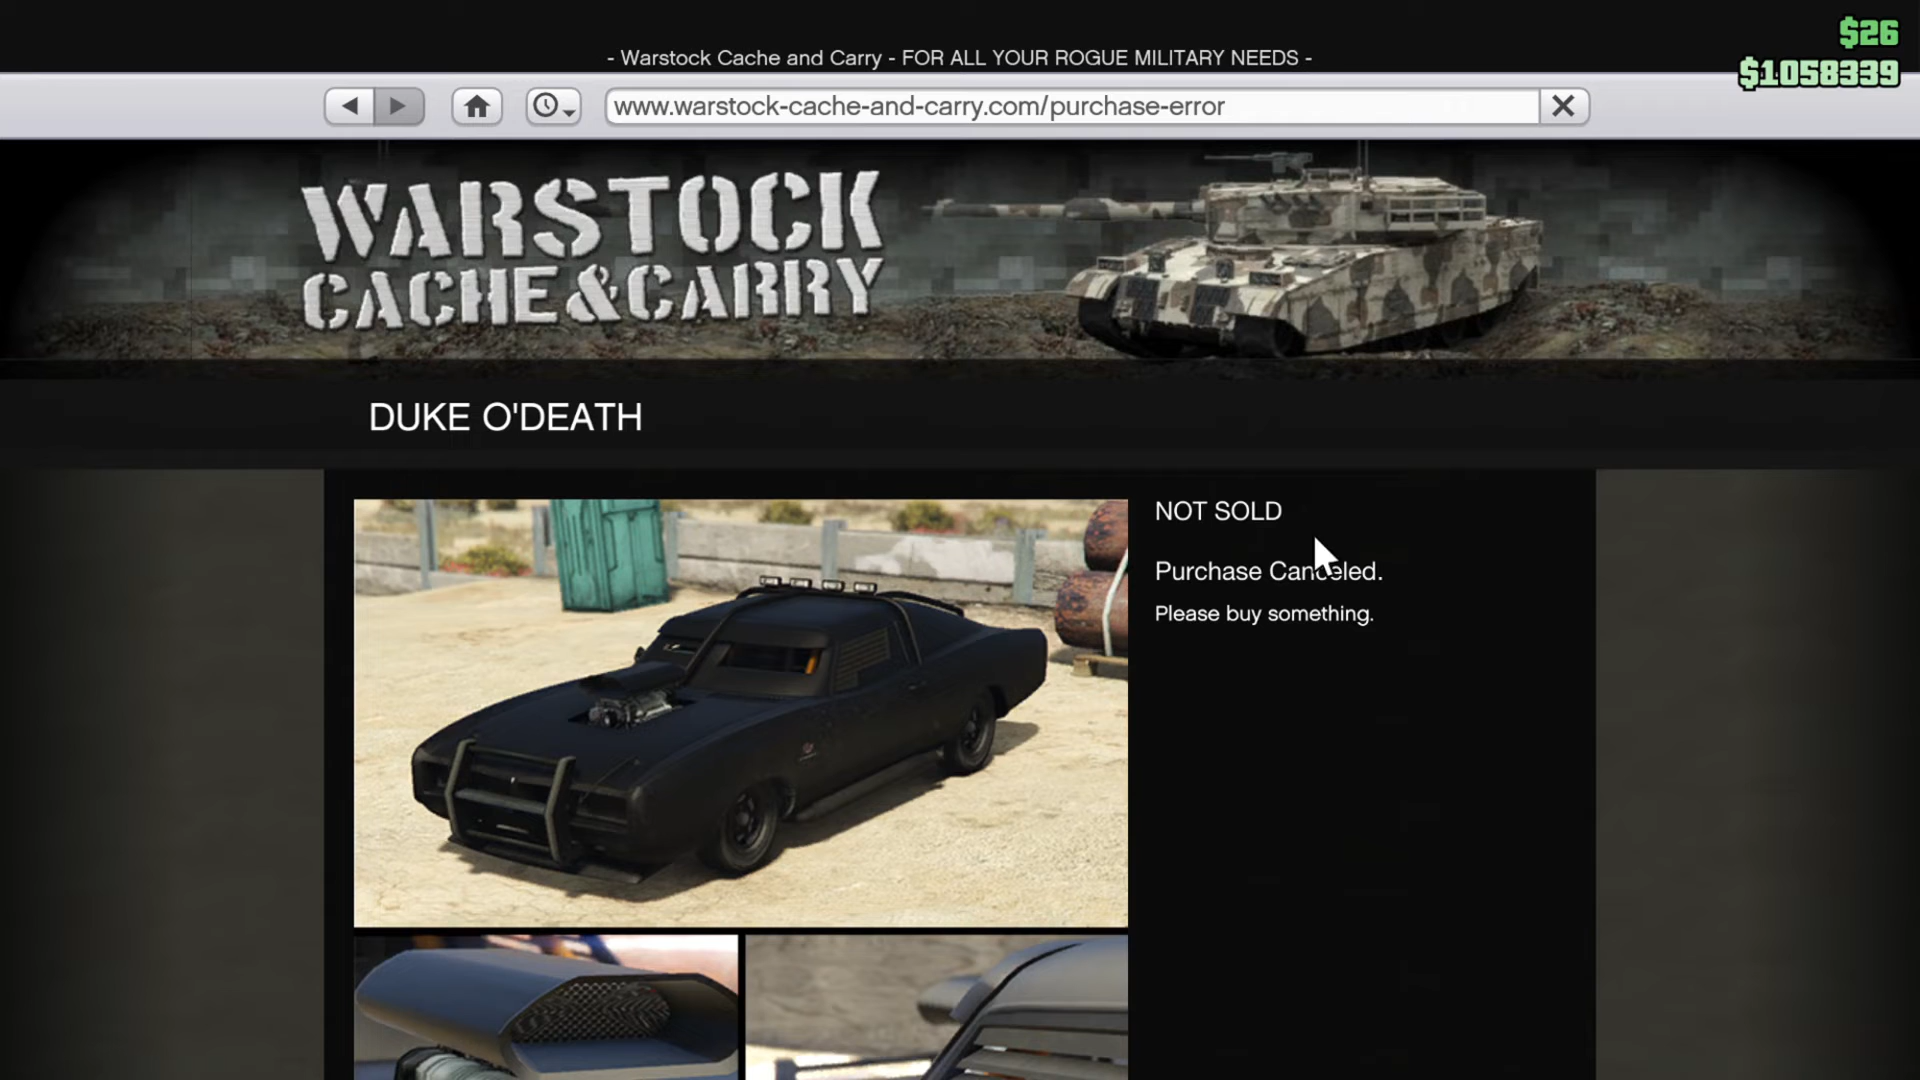 $26
- Warstock Cache and Carry - FOR ALL YOUR ROGUE MILITARY NEEDS -
$1058339
www.warstock-cache-and-carry.com/purchase-error
WARSTOCK
CACHE&CARRY
DUKE O'DEATH
NOT SOLD
Purchase Canceled.
Please buy something.